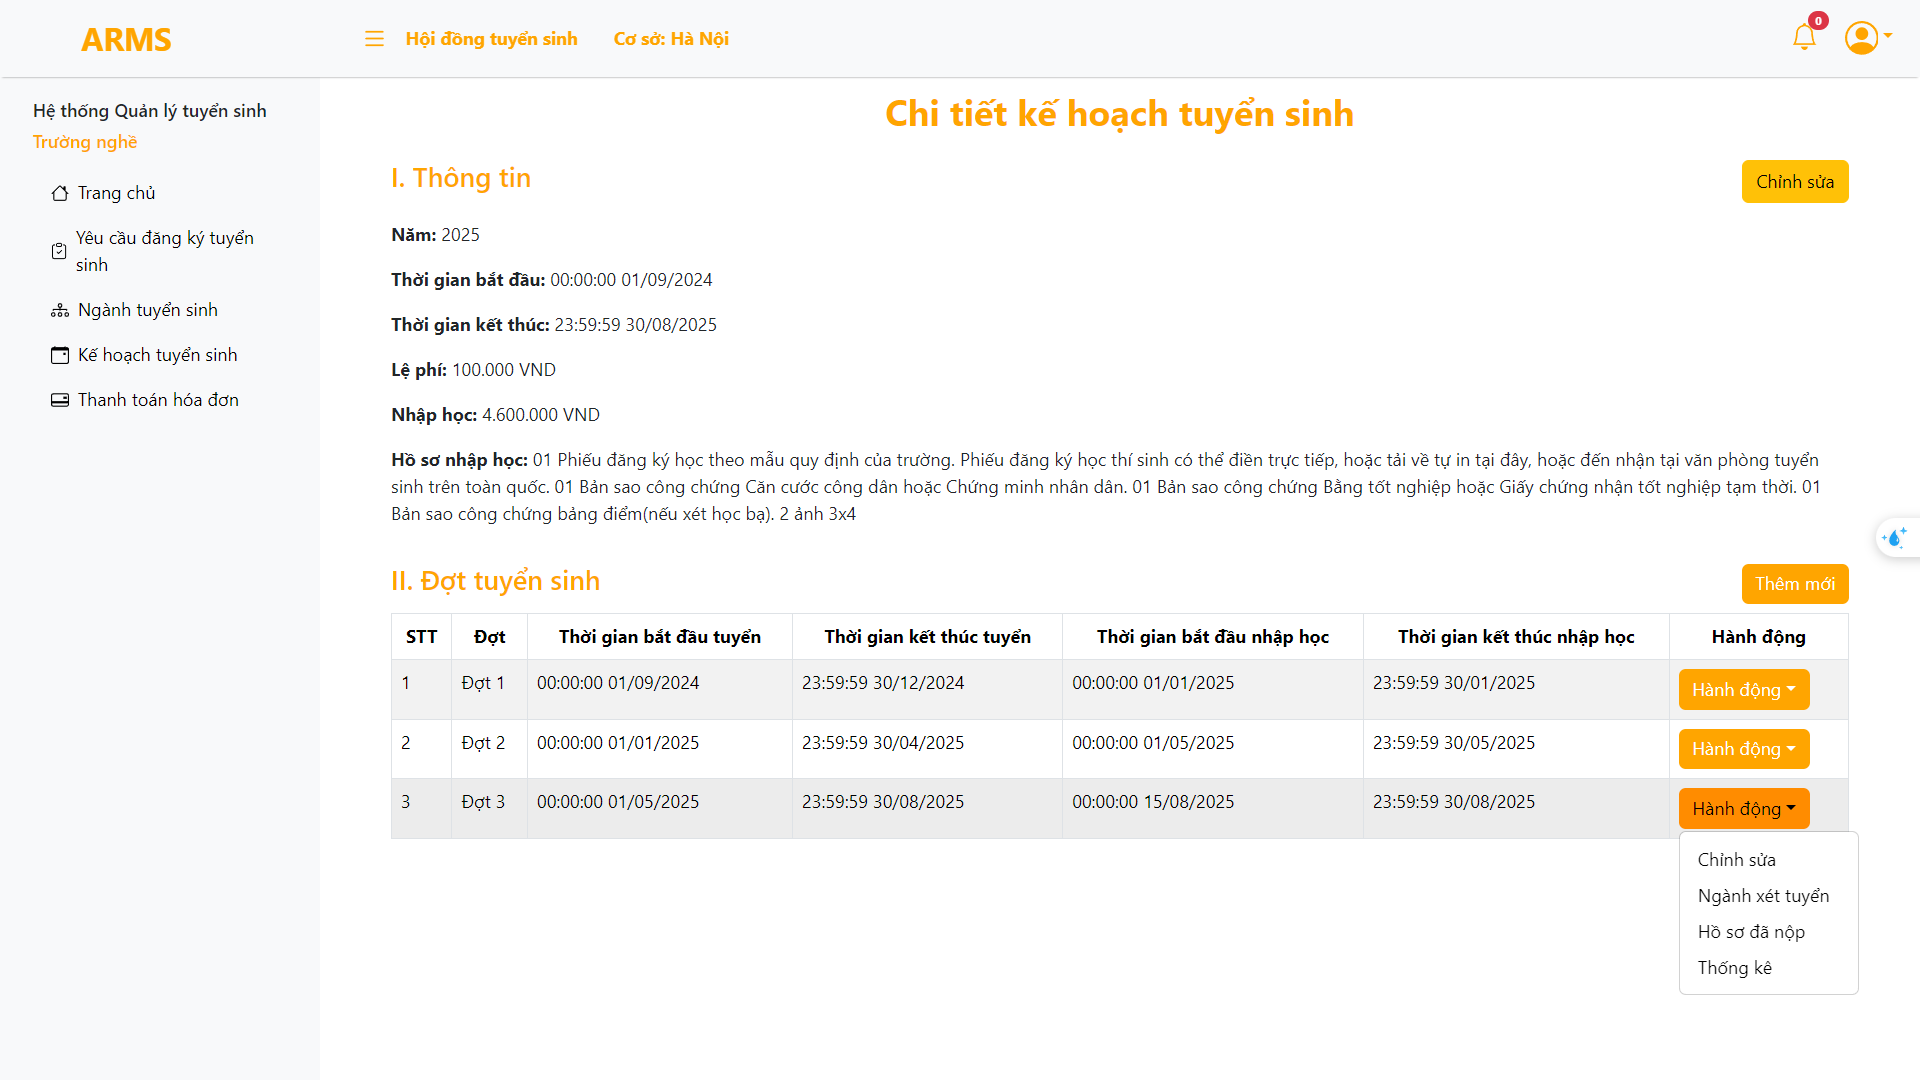 ARMS
Hội đồng tuyển sinh
Cơ sở: Hà Nội
0
Hệ thống Quản lý tuyển sinh
Trường nghề
Trang chủ
Yêu cầu đăng ký tuyển
sinh
Ngành tuyển sinh
Kế hoạch tuyển sinh
Thanh toán hóa đơn
Chi tiết kế hoạch tuyển sinh
I. Thông tin
Chỉnh sửa
Năm: 2025
Thời gian bắt đầu: 00:00:00 01/09/2024
Thời gian kết thúc: 23:59:59 30/08/2025
Lệ phí: 100.000 VND
Nhập học: 4.600.000 VND
Hồ sơ nhập học: 01 Phiếu đăng ký học theo mẫu quy định của trường. Phiếu đăng ký học thí sinh có thể điền trực tiếp, hoặc tải về tự in tại đây, hoặc đến nhận tại văn phòng tuyển
sinh trên toàn quốc. 01 Bản sao công chứng Căn cước công dân hoặc Chứng minh nhân dân. 01 Bản sao công chứng Bằng tốt nghiệp hoặc Giấy chứng nhận tốt nghiệp tạm thời. 01
Bản sao công chứng bảng điểm(nếu xét học bạ). 2 ảnh 3x4
II. Đợt tuyển sinh
Thêm mới
STT Đợt Thời gian bắt đầu tuyển Thời gian kết thúc tuyển Thời gian bắt đầu nhập học Thời gian kết thúc nhập học Hành động
1 Đợt 1 00:00:00 01/09/2024 23:59:59 30/12/2024 00:00:00 01/01/2025 23:59:59 30/01/2025 Hành động
2 Đợt 2 00:00:00 01/01/2025 23:59:59 30/04/2025 00:00:00 01/05/2025 23:59:59 30/05/2025 Hành động
3 Đợt 3 00:00:00 01/05/2025 23:59:59 30/08/2025 00:00:00 15/08/2025 23:59:59 30/08/2025 Hành động
Chỉnh sửa
Ngành xét tuyển
Hồ sơ đã nộp
Thống kê